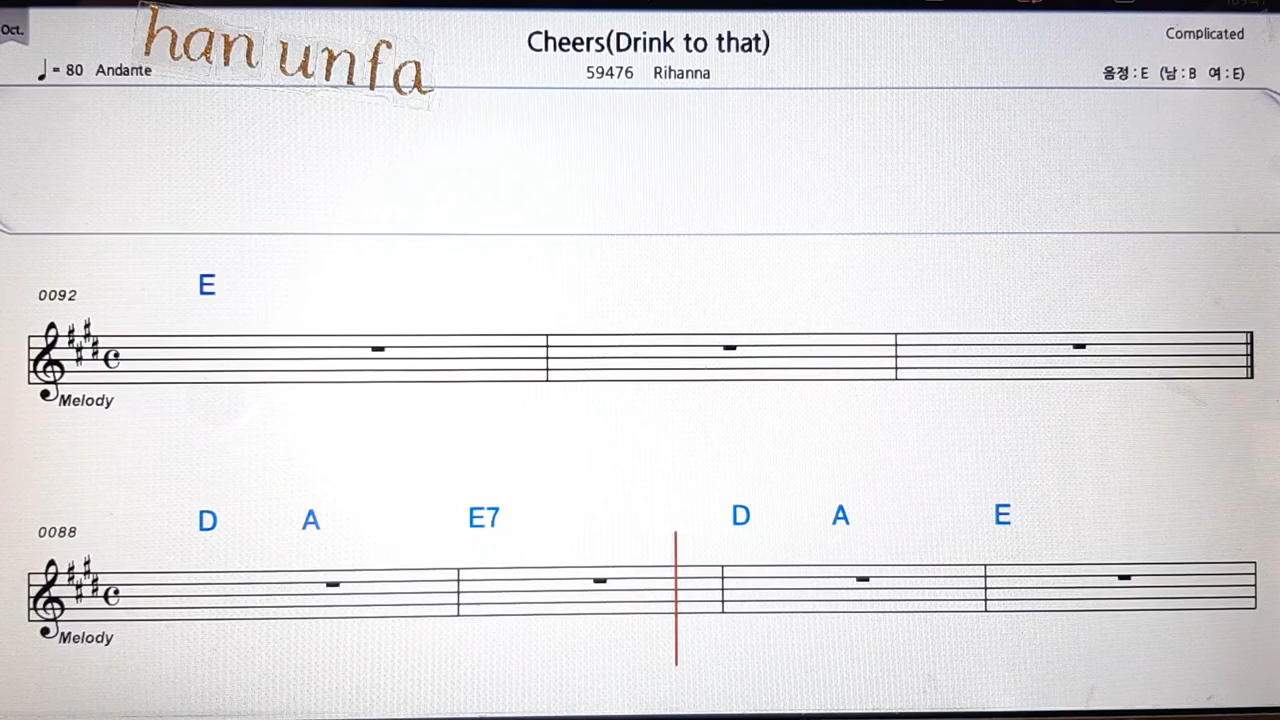 Oct.
han unfa
Cheers(Drink to that)
Complicated
= 80 Andante
59476 Rihanna
음정 : E (남 : B 여 : E)
E
0092
Melody
D A E7 D A E
0088
Melody